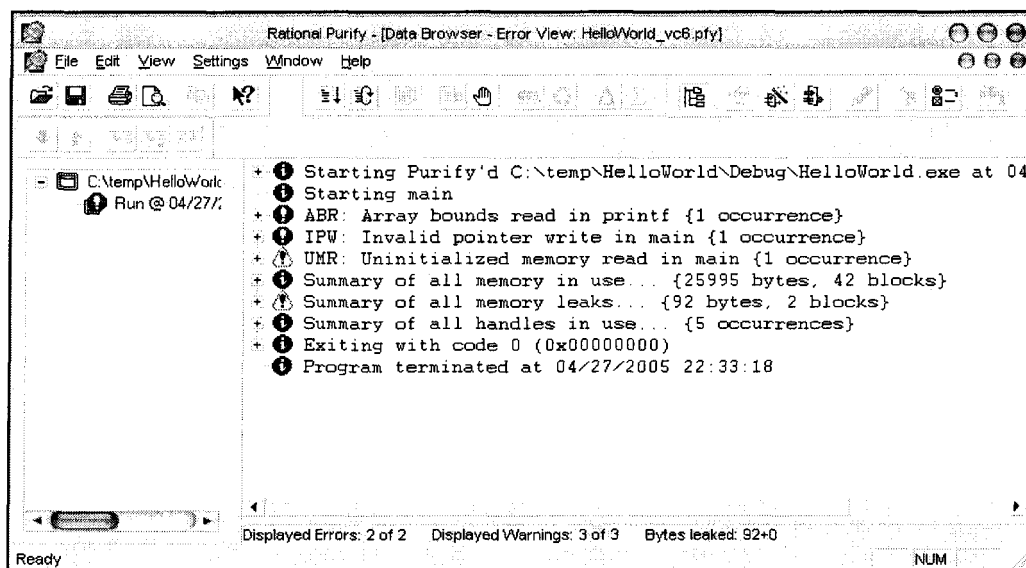 Rational Purify - [Data Browser - Error View: HelloWorld_vc6.pfy]
File Edit View Settings Window Help
C:\temp\HelloWorld
Run @ 04/27/2
Starting Purify'd C:\temp\HelloWorld\Debug\HelloWorld.exe at 04
Starting main
ABR: Array bounds read in printf {1 occurrence}
IPW: Invalid pointer write in main {1 occurrence}
UMR: Uninitialized memory read in main {1 occurrence}
Summary of all memory in use... {25995 bytes, 42 blocks}
Summary of all memory leaks... {92 bytes, 2 blocks}
Summary of all handles in use... {5 occurrences}
Exiting with code 0 (0x00000000)
Program terminated at 04/27/2005 22:33:18
Displayed Errors: 2 of 2 Displayed Warnings: 3 of 3 Bytes leaked: 92+0
Ready NUM